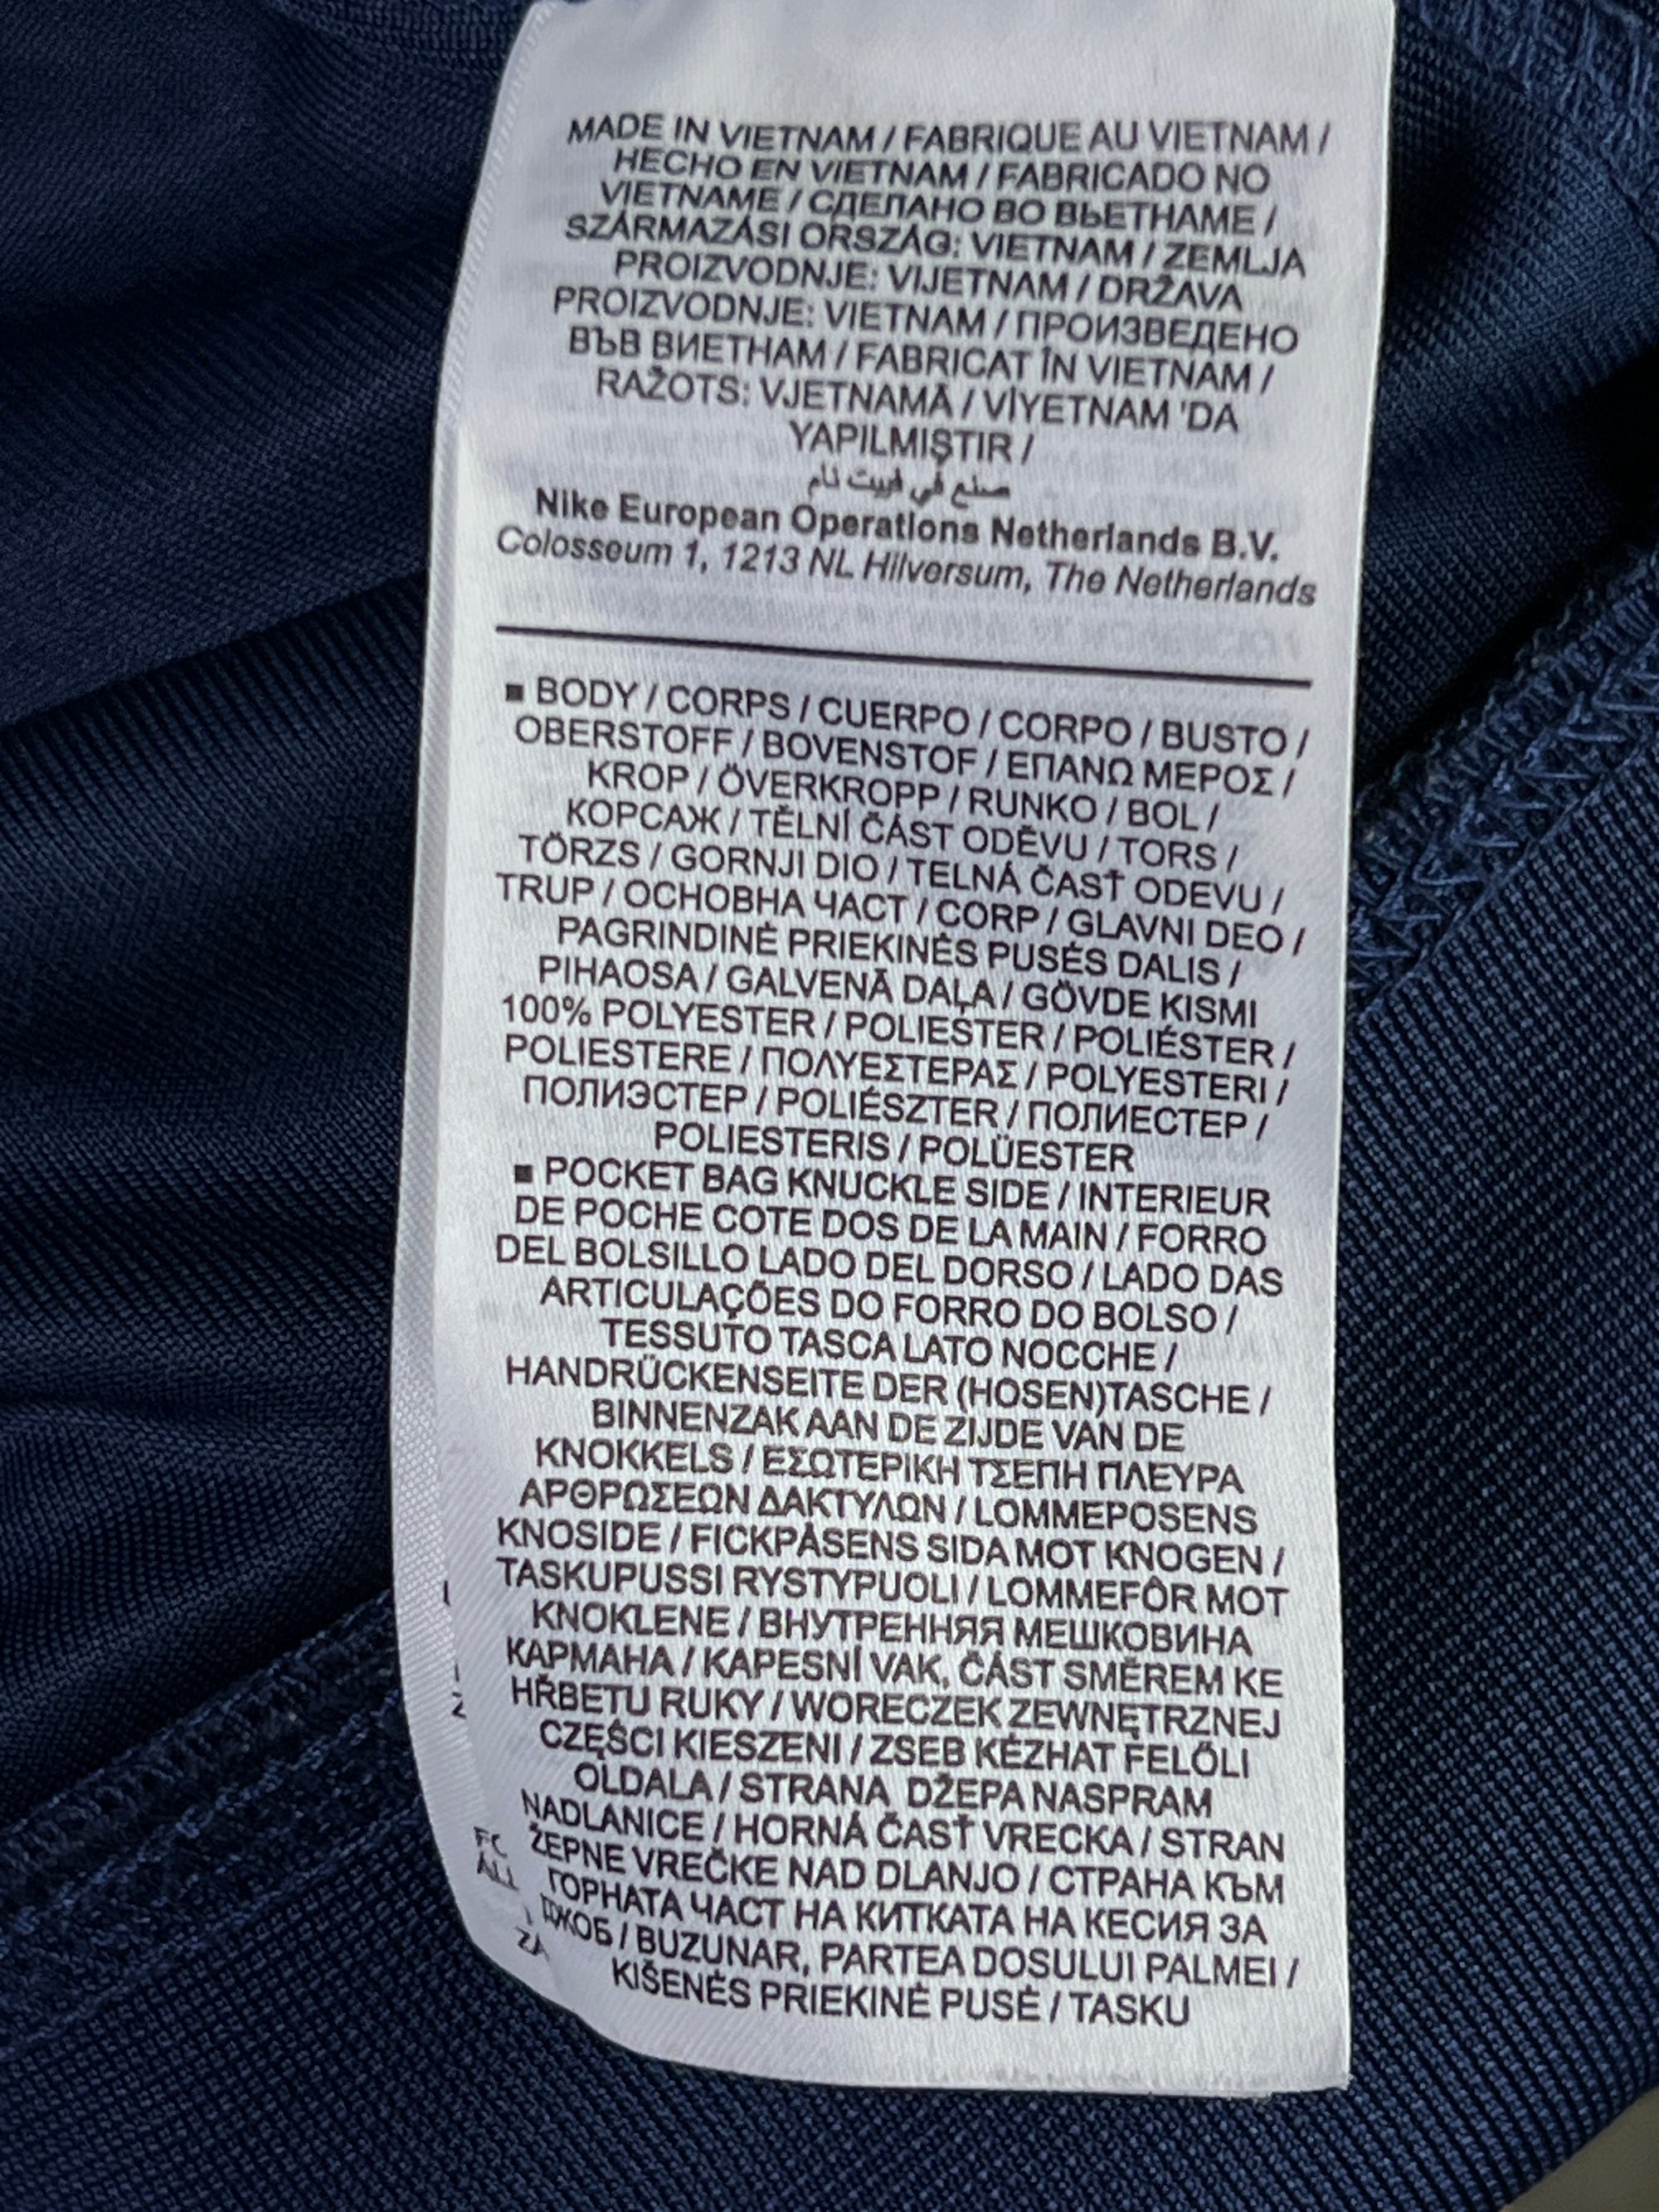 MADE IN VIETNAM / FABRIQUE AU VIETNAM /
HECHO EN VIETNAM / FABRICADO NO
VIETNAME / СДЕЛАНО ВО ВЬЕТНАМЕ /
SZÁRMAZÁSI ORSZÁG: VIETNAM / ZEMLJA
PROIZVODNJE: VIJETNAM / DRŽAVA
PROIZVODNJE: VIETNAM / ПРОИЗВЕДЕНО
ВЪВ ВИЕТНАМ / FABRICAT ÎN VIETNAM /
RAŽOTS: VJETNAMĀ / VİYETNAM 'DA
YAPILMIŞTIR /
صنع في فييت نام
Nike European Operations Netherlands B.V.
Colosseum 1, 1213 NL Hilversum, The Netherlands
▪ BODY / CORPS / CUERPO / CORPO / BUSTO /
OBERSTOFF / BOVENSTOF / ΕΠΑΝΩ ΜΕΡΟΣ /
KROP / ÖVERKROPP / RUNKO / BOL /
КОРСАЖ / TĚLNÍ ČÁST ODĚVU / TORS /
TÖRZS / GORNJI DIO / TELNÁ ČASŤ ODEVU /
TRUP / ОСНОВНА ЧАСТ / CORP / GLAVNI DEO /
PAGRINDINĖ PRIEKINĖS PUSĖS DALIS /
PIHAOSA / GALVENĀ DAĻA / GÖVDE KISMI
100% POLYESTER / POLIESTER / POLIÉSTER /
POLIESTERE / ΠΟΛΥΕΣΤΕΡΑΣ / POLYESTERI /
ПОЛИЭСТЕР / POLIÉSZTER / ПОЛИЕСТЕР /
POLIESTERIS / POLÜESTER
▪ POCKET BAG KNUCKLE SIDE / INTERIEUR
DE POCHE COTE DOS DE LA MAIN / FORRO
DEL BOLSILLO LADO DEL DORSO / LADO DAS
ARTICULAÇÕES DO FORRO DO BOLSO /
TESSUTO TASCA LATO NOCCHE /
HANDRÜCKENSEITE DER (HOSEN)TASCHE /
BINNENZAK AAN DE ZIJDE VAN DE
KNOKKELS / ΕΣΩΤΕΡΙΚΗ ΤΣΕΠΗ ΠΛΕΥΡΑ
ΑΡΘΡΩΣΕΩΝ ΔΑΚΤΥΛΩΝ / LOMMEPOSENS
KNOSIDE / FICKPÅSENS SIDA MOT KNOGEN /
TASKUPUSSI RYSTYPUOLI / LOMMEFÔR MOT
KNOKLENE / ВНУТРЕННЯЯ МЕШКОВИНА
КАРМАНА / KAPESNÍ VAK, ČÁST SMĚREM KE
HŘBETU RUKY / WORECZEK ZEWNĘTRZNEJ
CZĘŚCI KIESZENI / ZSEB KÉZHÁT FELŐLI
OLDALA / STRANA DŽEPA NASPRAM
NADLANICE / HORNÁ ČASŤ VRECKA / STRAN
ŽEPNE VREČKE NAD DLANJO / СТРАНА КЪМ
ГОРНАТА ЧАСТ НА КИТКАТА НА КЕСИЯ ЗА
ДЖОБ / BUZUNAR, PARTEA DOSULUI PALMEI /
KIŠENĖS PRIEKINĖ PUSĖ / TASKU